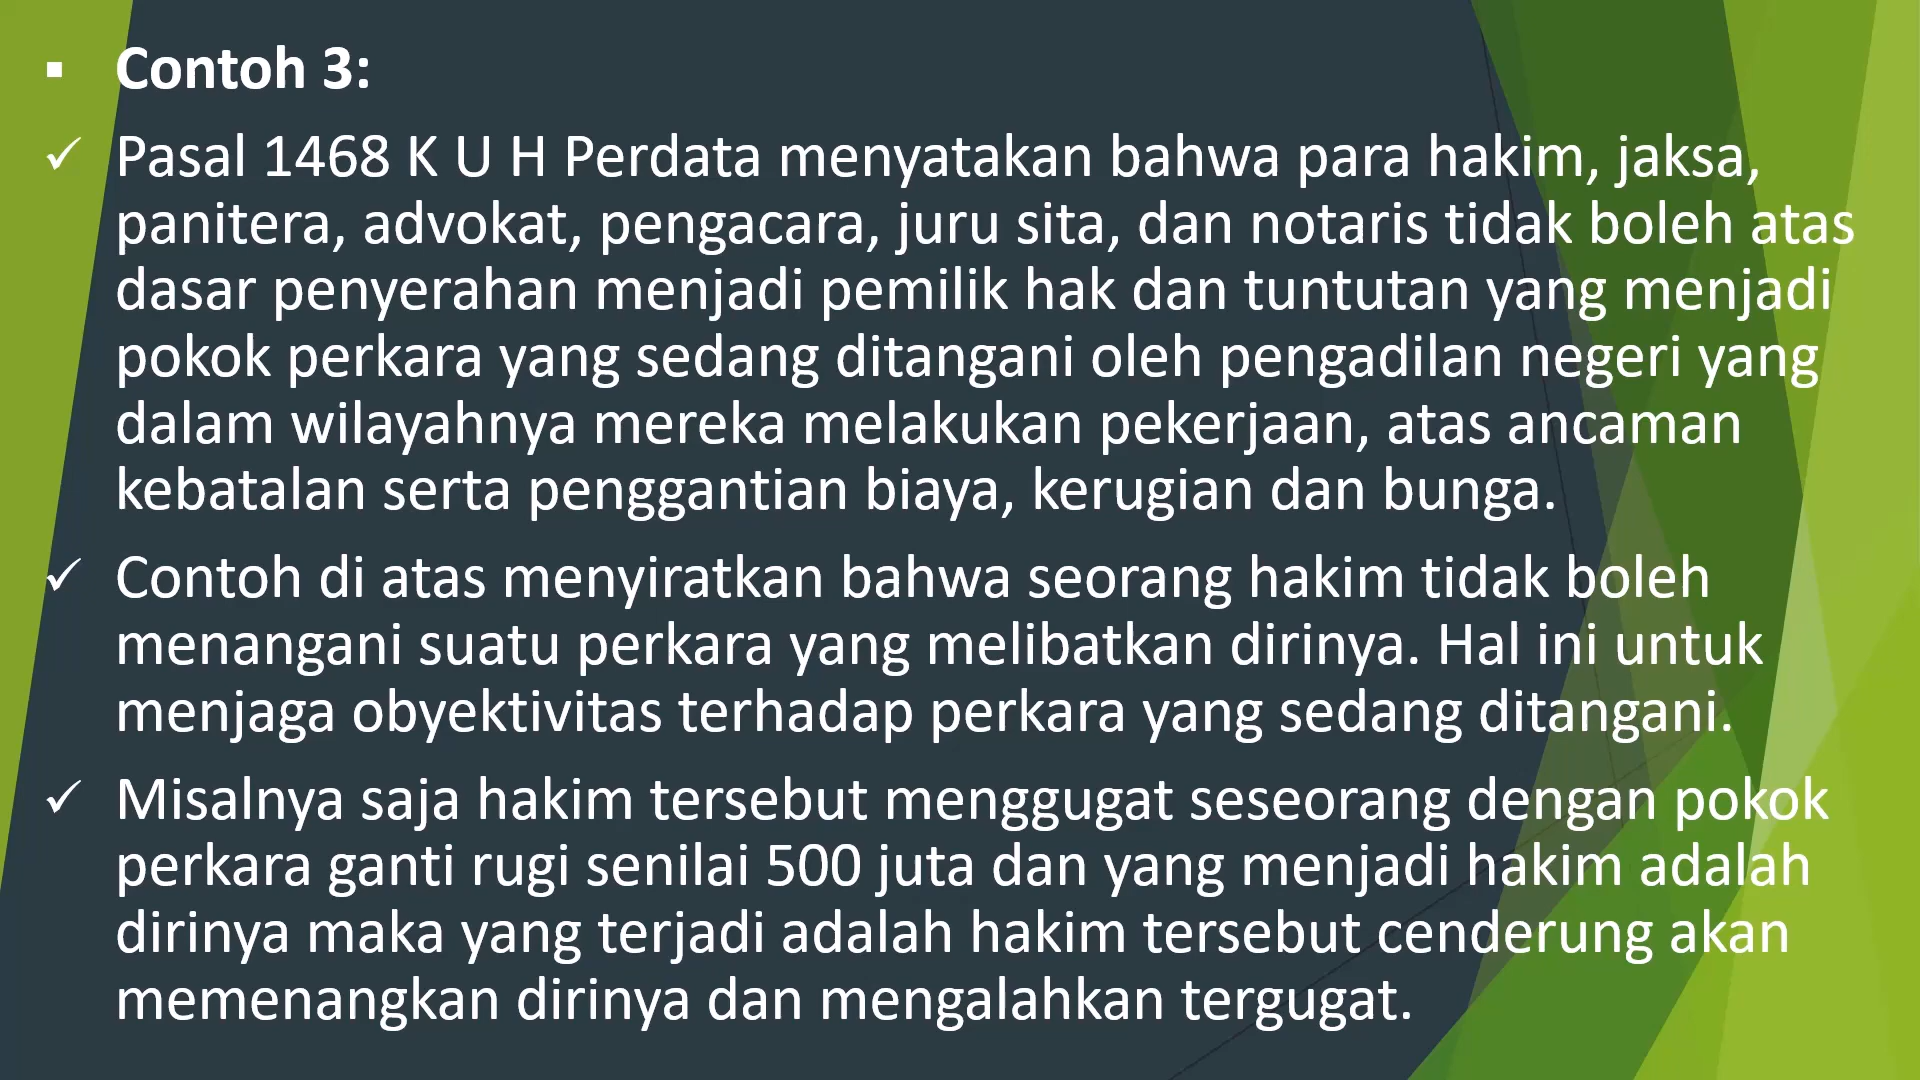 Contoh 3:
Pasal 1468 K U H Perdata menyatakan bahwa para hakim, jaksa,
panitera, advokat, pengacara, juru sita, dan notaris tidak boleh atas
dasar penyerahan menjadi pemilik hak dan tuntutan yang menjadi
pokok perkara yang sedang ditangani oleh pengadilan negeri yang
dalam wilayahnya mereka melakukan pekerjaan, atas ancaman
kebatalan serta penggantian biaya, kerugian dan bunga.
Contoh di atas menyiratkan bahwa seorang hakim tidak boleh
menangani suatu perkara yang melibatkan dirinya. Hal ini untuk
menjaga obyektivitas terhadap perkara yang sedang ditangani.
Misalnya saja hakim tersebut menggugat seseorang dengan pokok
perkara ganti rugi senilai 500 juta dan yang menjadi hakim adalah
dirinya maka yang terjadi adalah hakim tersebut cenderung akan
memenangkan dirinya dan mengalahkan tergugat.